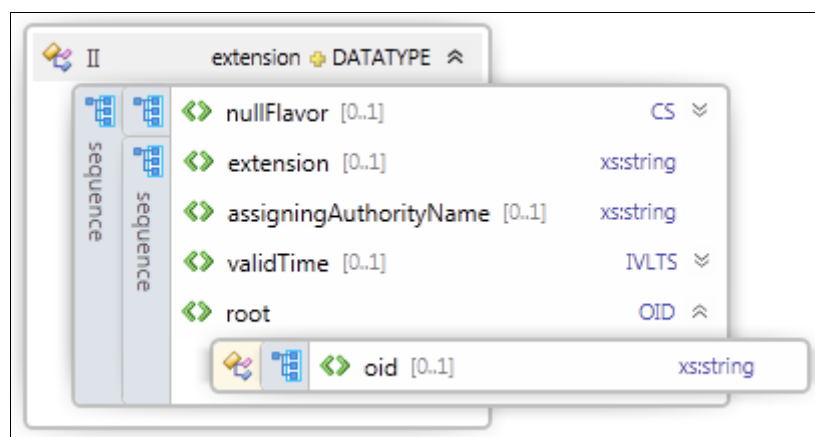 II extension DATATYPE
nullFlavor [0..1] CS
extension [0..1] xs:string
assigningAuthorityName [0..1] xs:string
validTime [0..1] IVLTS
root OID
oid [0..1] xs:string
sequence
sequence